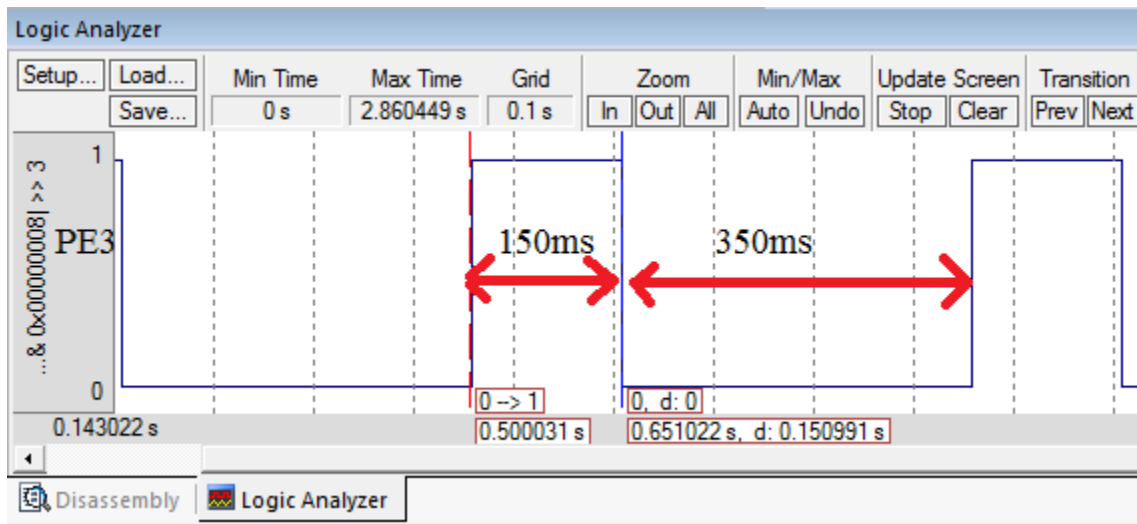 Logic Analyzer
Setup... Load... Min Time Max Time Grid Zoom Min/Max Update Screen Transition
Save... 0 s 2.860449 s 0.1 s In Out All Auto Undo Stop Clear Prev Next
...& 0x00000008| >> 3
1
PE3
150ms
350ms
0
0 --> 1
0, d: 0
0.143022 s
0.500031 s
0.651022 s, d: 0.150991 s
Disassembly
Logic Analyzer